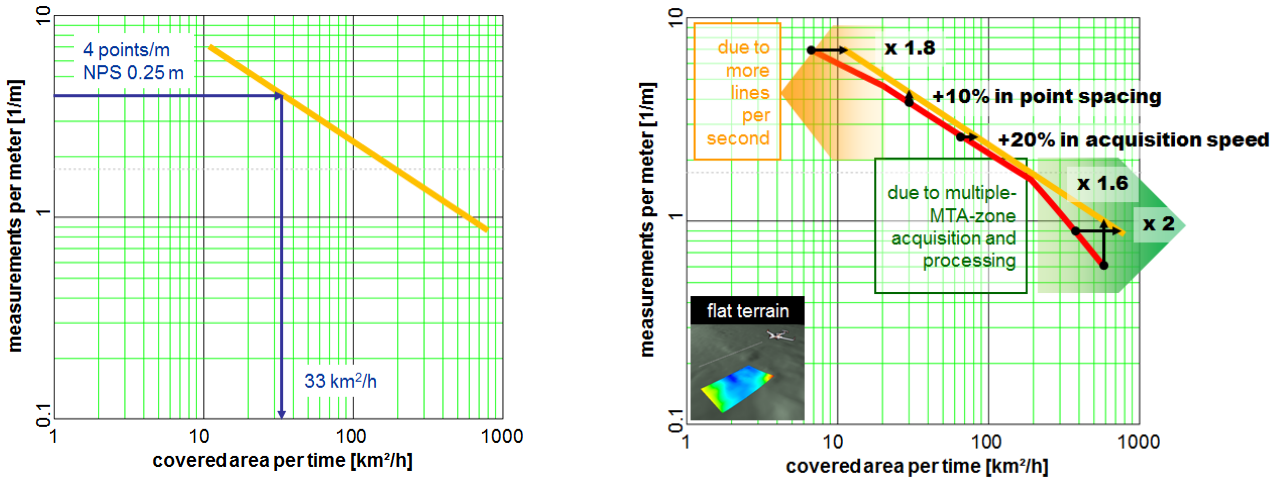 10
1
0.1
measurements per meter [1/m]
4 points/m
NPS 0.25 m
33 km²/h
1
10
100
1000
covered area per time [km²/h]
10
1
0.1
measurements per meter [1/m]
due to
more
lines
per
second
x 1.8
+10% in point spacing
+20% in acquisition speed
due to multiple-
MTA-zone
acquisition and
processing
x 1.6
x 2
flat terrain
1
10
100
1000
covered area per time [km²/h]